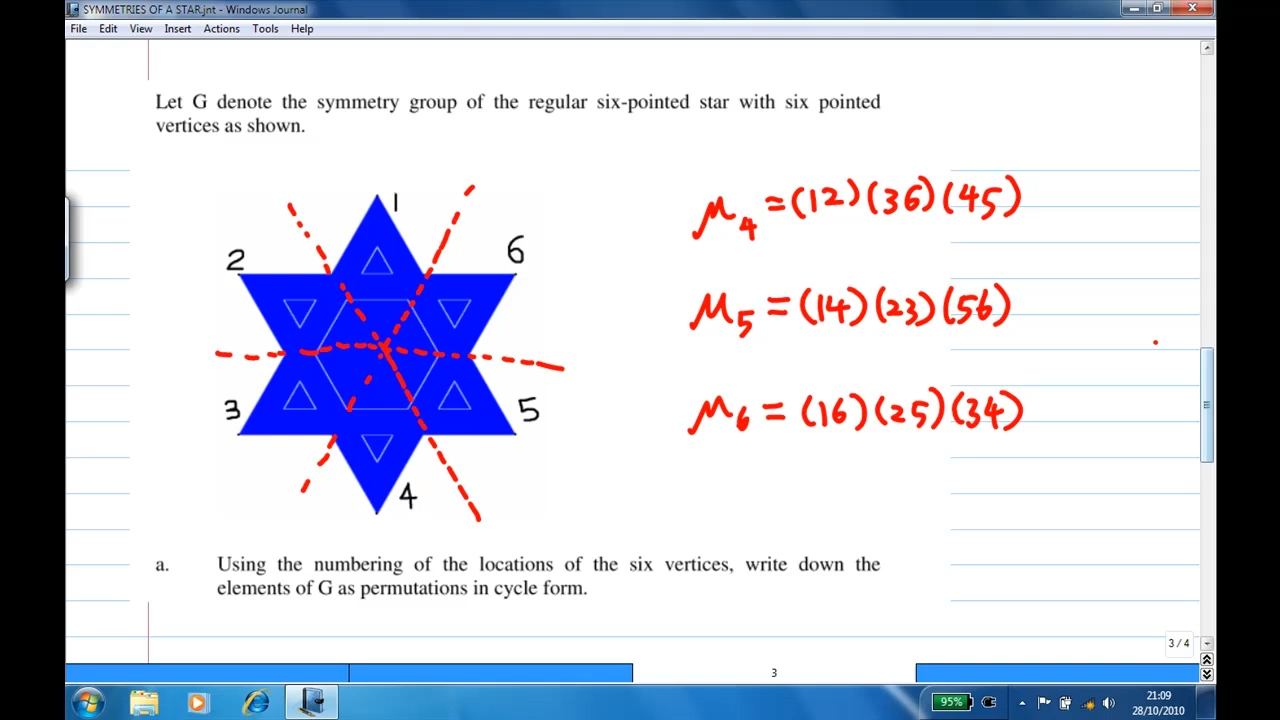 SYMMETRIES OF A STAR.jnt - Windows Journal
File Edit View Insert Actions Tools Help
Let G denote the symmetry group of the regular six-pointed star with six pointed
vertices as shown.
1
2
6
3
5
4
μ₄ = (12)(36)(45)
μ₅ = (14)(23)(56)
μ₆ = (16)(25)(34)
a. Using the numbering of the locations of the six vertices, write down the
elements of G as permutations in cycle form.
3 / 4
3
95%
21:09
28/10/2010